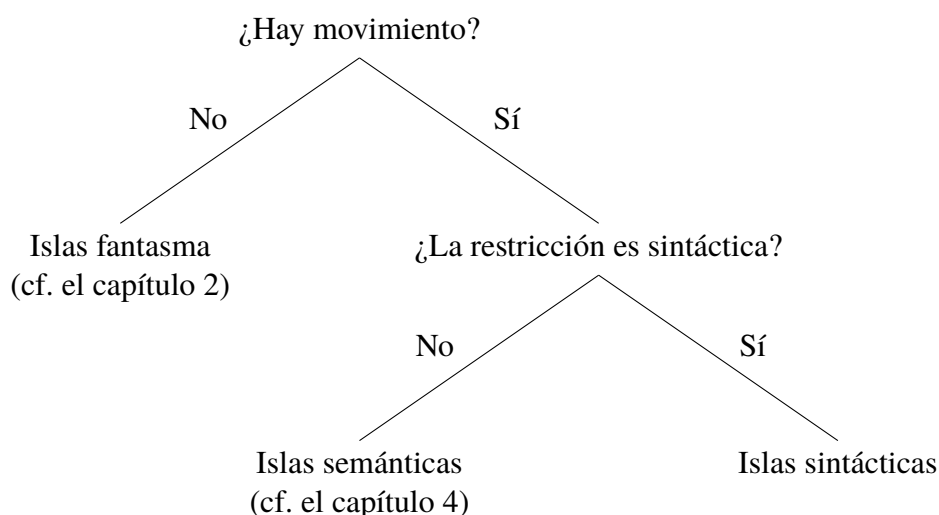 ¿Hay movimiento?
No
Sí
Islas fantasma
(cf. el capítulo 2)
¿La restricción es sintáctica?
No
Sí
Islas semánticas
(cf. el capítulo 4)
Islas sintácticas